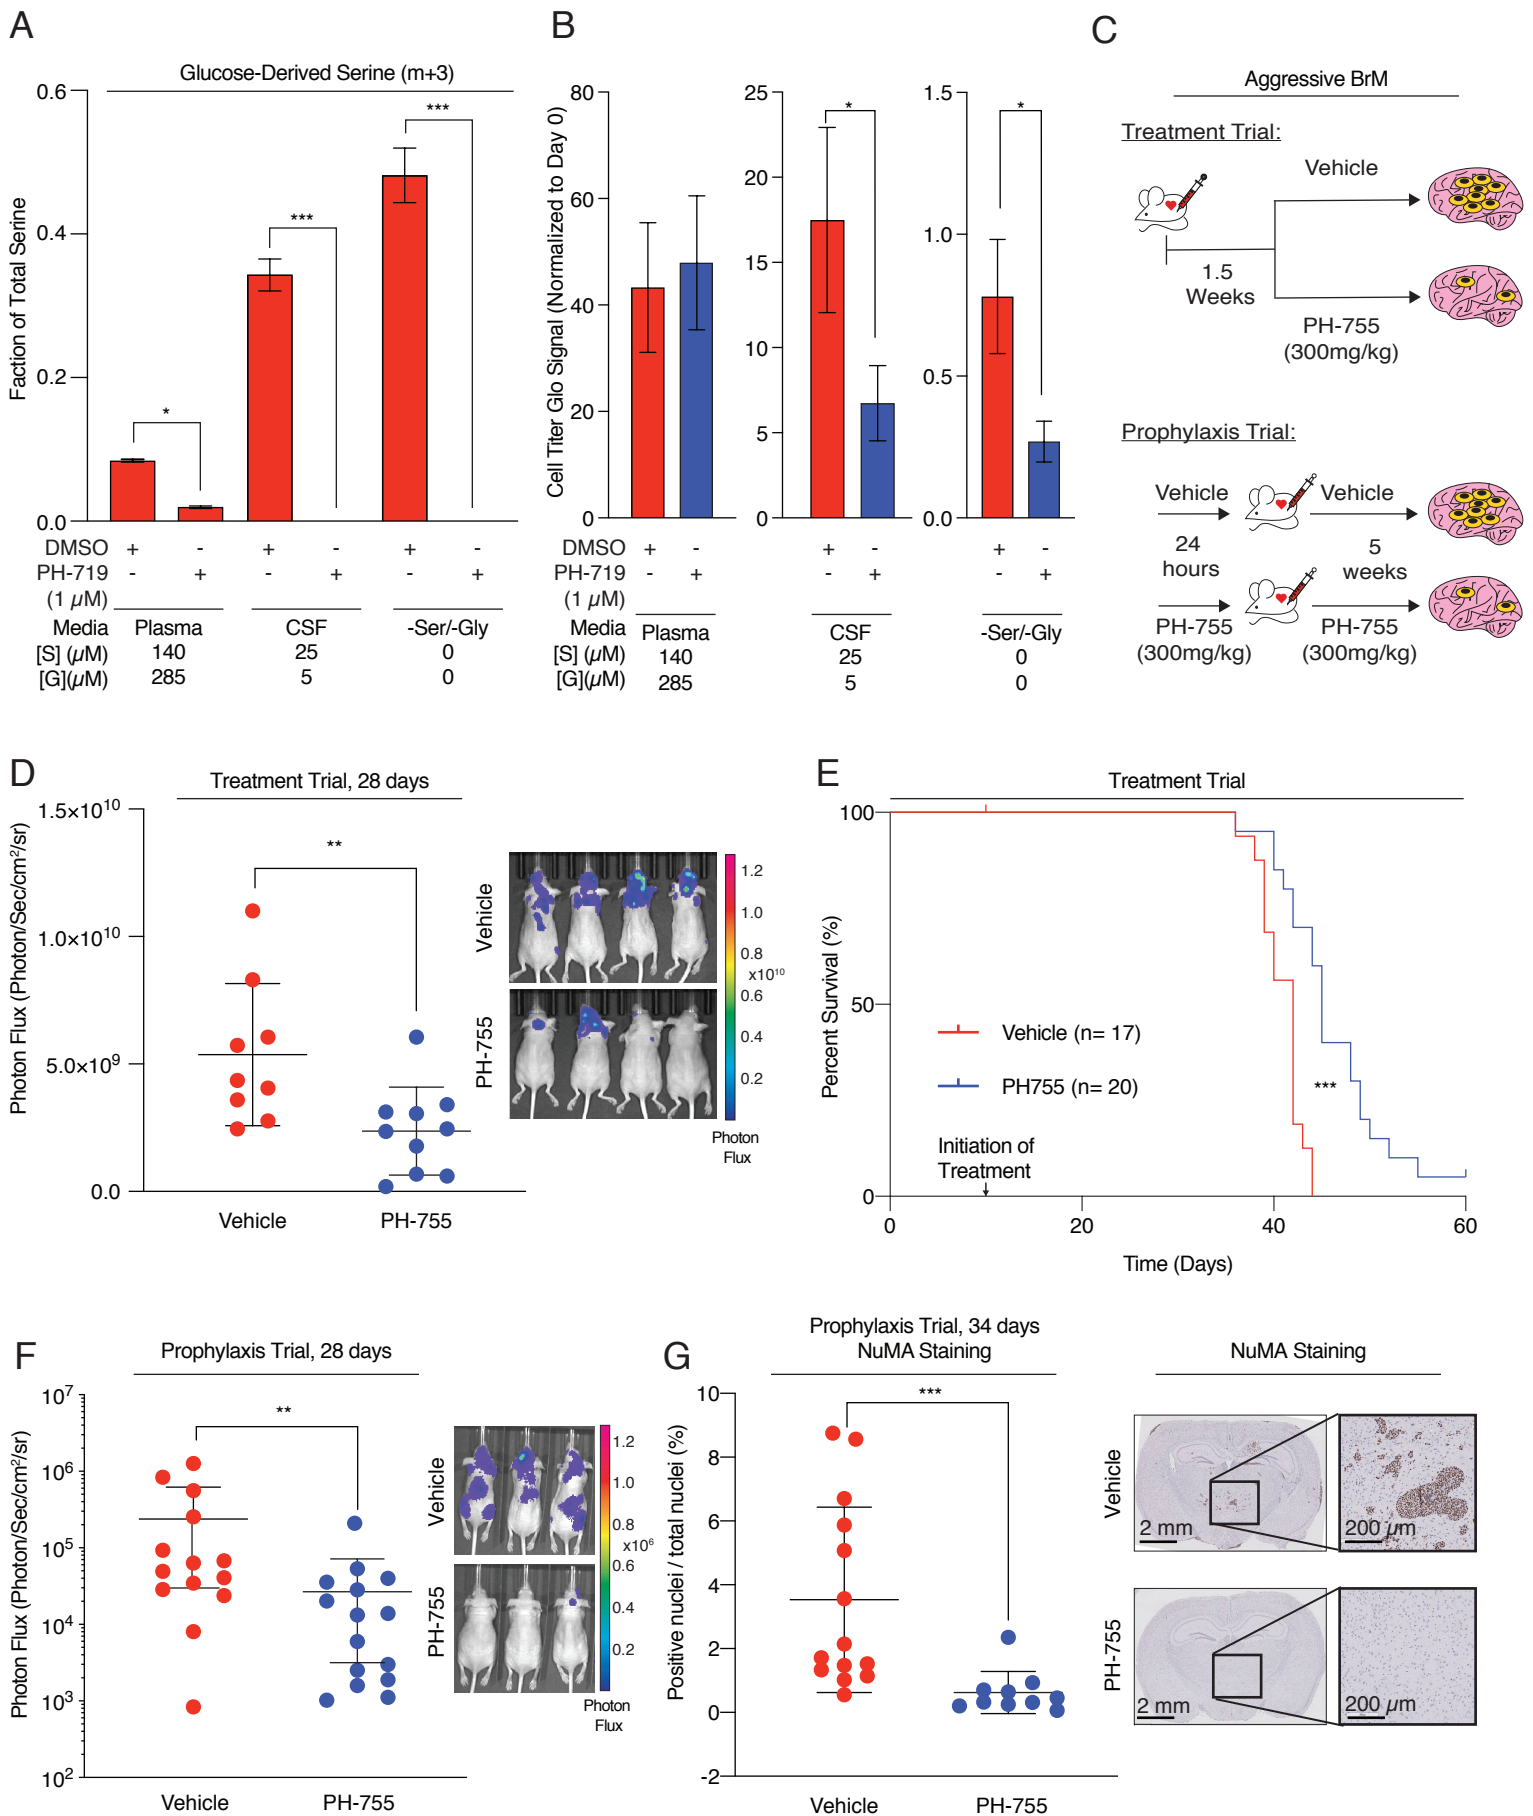 A
Glucose-Derived Serine (m+3)
Faction of Total Serine
0.6
0.4
0.2
0.0
*
***
***
DMSO + - + - + -
PH-719 - + - + - +
(1 µM)
Media Plasma CSF -Ser/-Gly
[S] (µM) 140 25 0
[G](µM) 285 5 0
B
Cell Titer Glo Signal (Normalized to Day 0)
80
60
40
20
0
25
20
15
10
5
0
1.5
1.0
0.5
0.0
*
*
DMSO + - + - + -
PH-719 - + - + - +
(1 µM)
Media Plasma CSF -Ser/-Gly
[S] (µM) 140 25 0
[G](µM) 285 5 0
C
Aggressive BrM
Treatment Trial:
Vehicle
1.5
Weeks
PH-755
(300mg/kg)
Prophylaxis Trial:
Vehicle Vehicle
24 5
hours weeks
PH-755 PH-755
(300mg/kg) (300mg/kg)
D
Treatment Trial, 28 days
Photon Flux (Photon/Sec/cm²/sr)
1.5×10¹⁰
1.0×10¹⁰
5.0×10⁹
0.0
**
Vehicle PH-755
Vehicle
PH-755
1.2
1.0
0.8
x10¹⁰
0.6
0.4
0.2
Photon
Flux
E
Treatment Trial
Percent Survival (%)
100
50
0
Vehicle (n= 17)
PH755 (n= 20)
***
Initiation of
Treatment
0 20 40 60
Time (Days)
F
Prophylaxis Trial, 28 days
Photon Flux (Photon/Sec/cm²/sr)
10⁷
10⁶
10⁵
10⁴
10³
10²
**
Vehicle PH-755
Vehicle
PH-755
1.2
1.0
0.8
x10⁶
0.6
0.4
0.2
Photon
Flux
G
Prophylaxis Trial, 34 days
NuMA Staining
Positive nuclei / total nuclei (%)
10
8
6
4
2
0
-2
***
Vehicle PH-755
NuMA Staining
Vehicle
2 mm
200 µm
PH-755
2 mm
200 µm